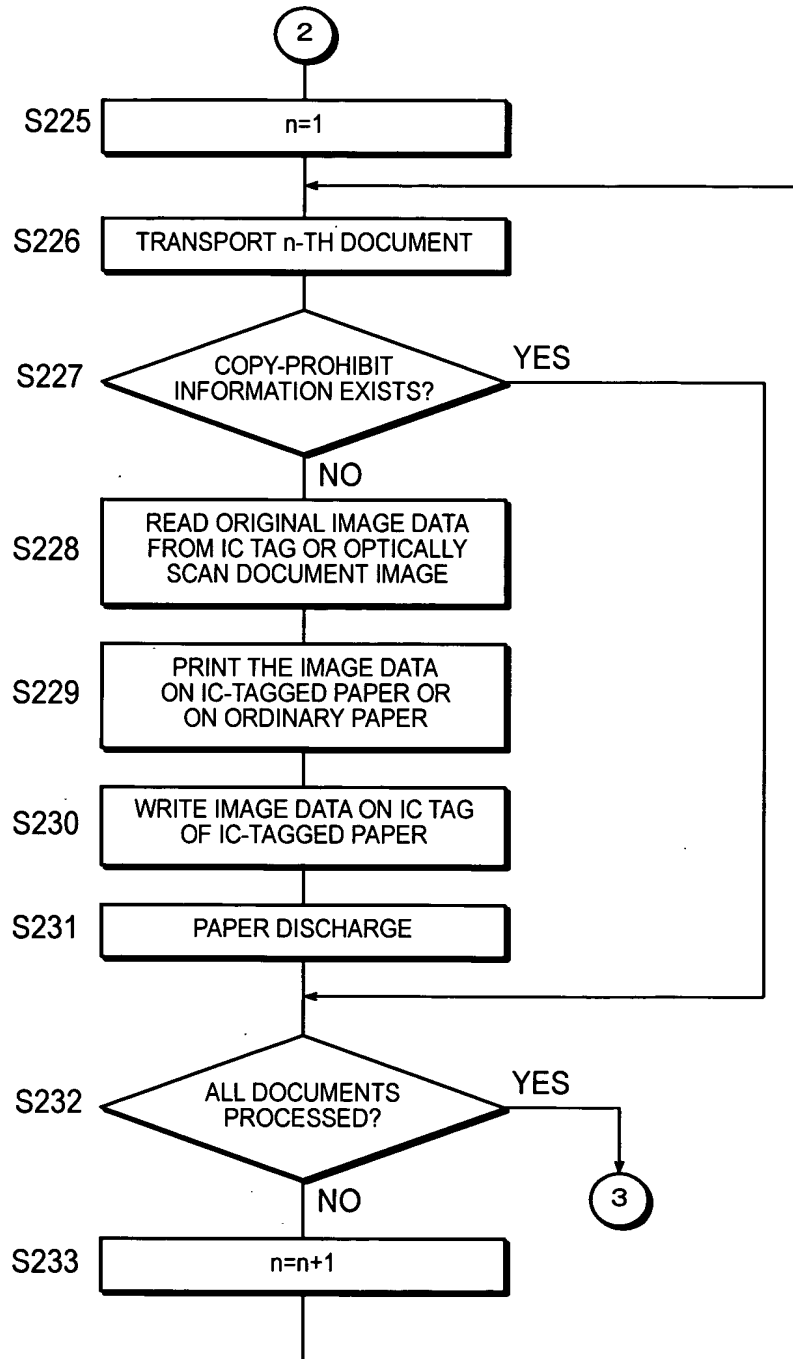 2
S225
n=1
S226
TRANSPORT n-TH DOCUMENT
S227
COPY-PROHIBIT
INFORMATION EXISTS?
YES
NO
S228
READ ORIGINAL IMAGE DATA
FROM IC TAG OR OPTICALLY
SCAN DOCUMENT IMAGE
S229
PRINT THE IMAGE DATA
ON IC-TAGGED PAPER OR
ON ORDINARY PAPER
S230
WRITE IMAGE DATA ON IC TAG
OF IC-TAGGED PAPER
S231
PAPER DISCHARGE
S232
ALL DOCUMENTS
PROCESSED?
YES
3
NO
S233
n=n+1